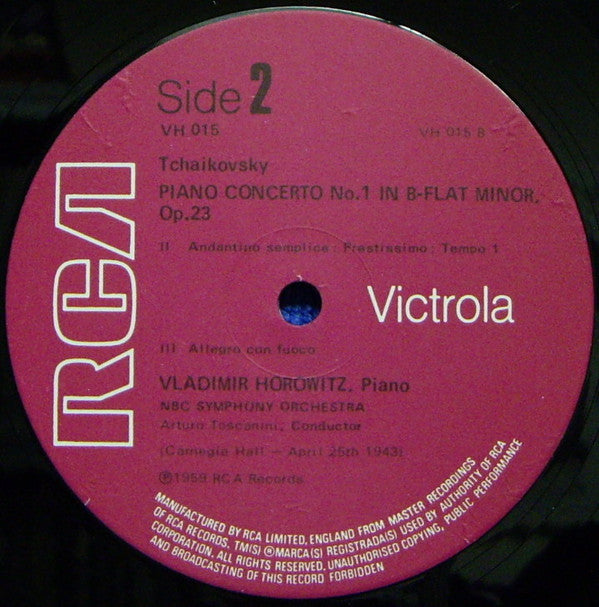 Side 2
VH 015 VH 015 B
Tchaikovsky
PIANO CONCERTO No.1 IN B-FLAT MINOR,
Op.23
II Andantino semplice; Prestissimo; Tempo 1
RCA
Victrola
III Allegro con fuoco
VLADIMIR HOROWITZ, Piano
NBC SYMPHONY ORCHESTRA
Arturo Toscanini, Conductor
(Carnegie Hall – April 25th 1943)
℗1959 RCA Records
MANUFACTURED BY RCA LIMITED, ENGLAND FROM MASTER RECORDINGS
OF RCA RECORDS, TM(S) ®MARCA(S) REGISTRADA(S) USED BY AUTHORITY OF RCA
CORPORATION. ALL RIGHTS RESERVED. UNAUTHORISED COPYING, PUBLIC PERFORMANCE
AND BROADCASTING OF THIS RECORD FORBIDDEN